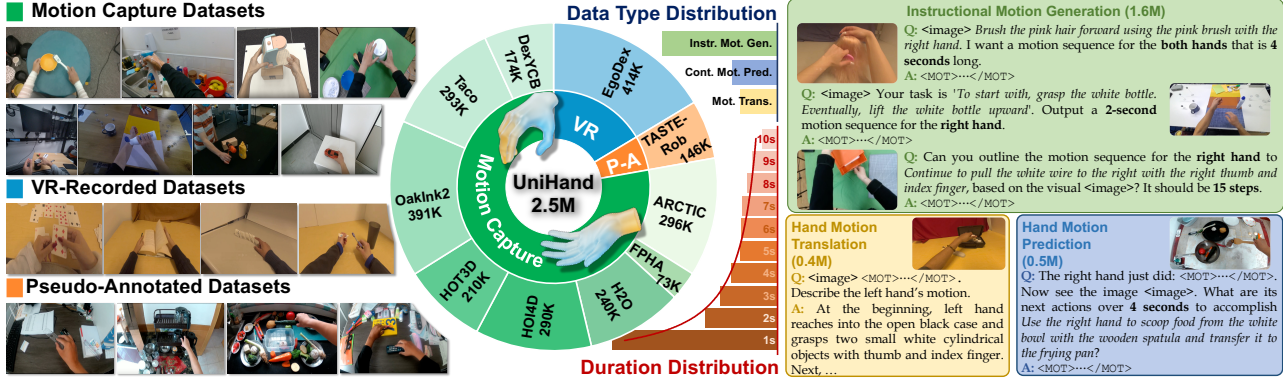 Motion Capture Datasets
VR-Recorded Datasets
Pseudo-Annotated Datasets
DexYCB
174K
EgoDex
414K
Taco
293K
TASTE-
Rob
146K
OakInk2
391K
ARCTIC
296K
HOT3D
210K
FPHA
73K
HOI4D
290K
H2O
240K
VR
P-A
Motion Capture
UniHand
2.5M
Data Type Distribution
Instr. Mot. Gen.
Cont. Mot. Pred.
Mot. Trans.
10s
9s
8s
7s
6s
5s
4s
3s
2s
1s
Duration Distribution
Instructional Motion Generation (1.6M)
Q: <image> Brush the pink hair forward using the pink brush with the
right hand. I want a motion sequence for the both hands that is 4
seconds long.
A: <MOT>···</MOT>
Q: <image> Your task is 'To start with, grasp the white bottle.
Eventually, lift the white bottle upward'. Output a 2-second
motion sequence for the right hand.
A: <MOT>···</MOT>
Q: Can you outline the motion sequence for the right hand to
Continue to pull the white wire to the right with the right thumb and
index finger, based on the visual <image>? It should be 15 steps.
A: <MOT>···</MOT>
Hand Motion
Translation
(0.4M)
Q: <image> <MOT>···</MOT>.
Describe the left hand's motion.
A: At the beginning, left hand
reaches into the open black case and
grasps two small white cylindrical
objects with thumb and index finger.
Next, ...
Hand Motion
Prediction
(0.5M)
Q: The right hand just did: <MOT>···</MOT>.
Now see the image <image>. What are its
next actions over 4 seconds to accomplish
Use the right hand to scoop food from the white
bowl with the wooden spatula and transfer it to
the frying pan?
A: <MOT>···</MOT>